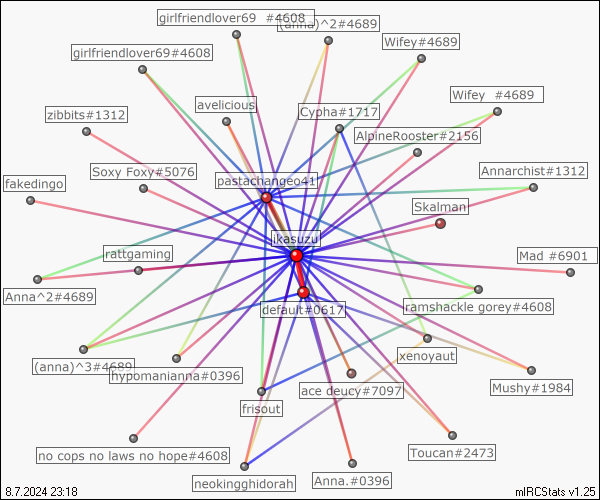 girlfriendlover69 #4608
(anna)^2#4689
Wifey#4689
girlfriendlover69#4608
Wifey #4689
avelicious
zibbits#1312
Cypha#1717
AlpineRooster#2156
Soxy Foxy#5076
pastachangeo41
fakedingo
Annarchist#1312
Skalman
ikasuzu
rattgaming
Mad #6901
Anna^2#4689
default#0617
ramshackle gorey#4608
(anna)^3#4689
xenoyaut
hypomanianna#0396
Mushy#1984
ace deucy#7097
frisout
no cops no laws no hope#4608
Toucan#2473
neokingghidorah
Anna.#0396
8.7.2024 23:18
mIRCStats v1.25